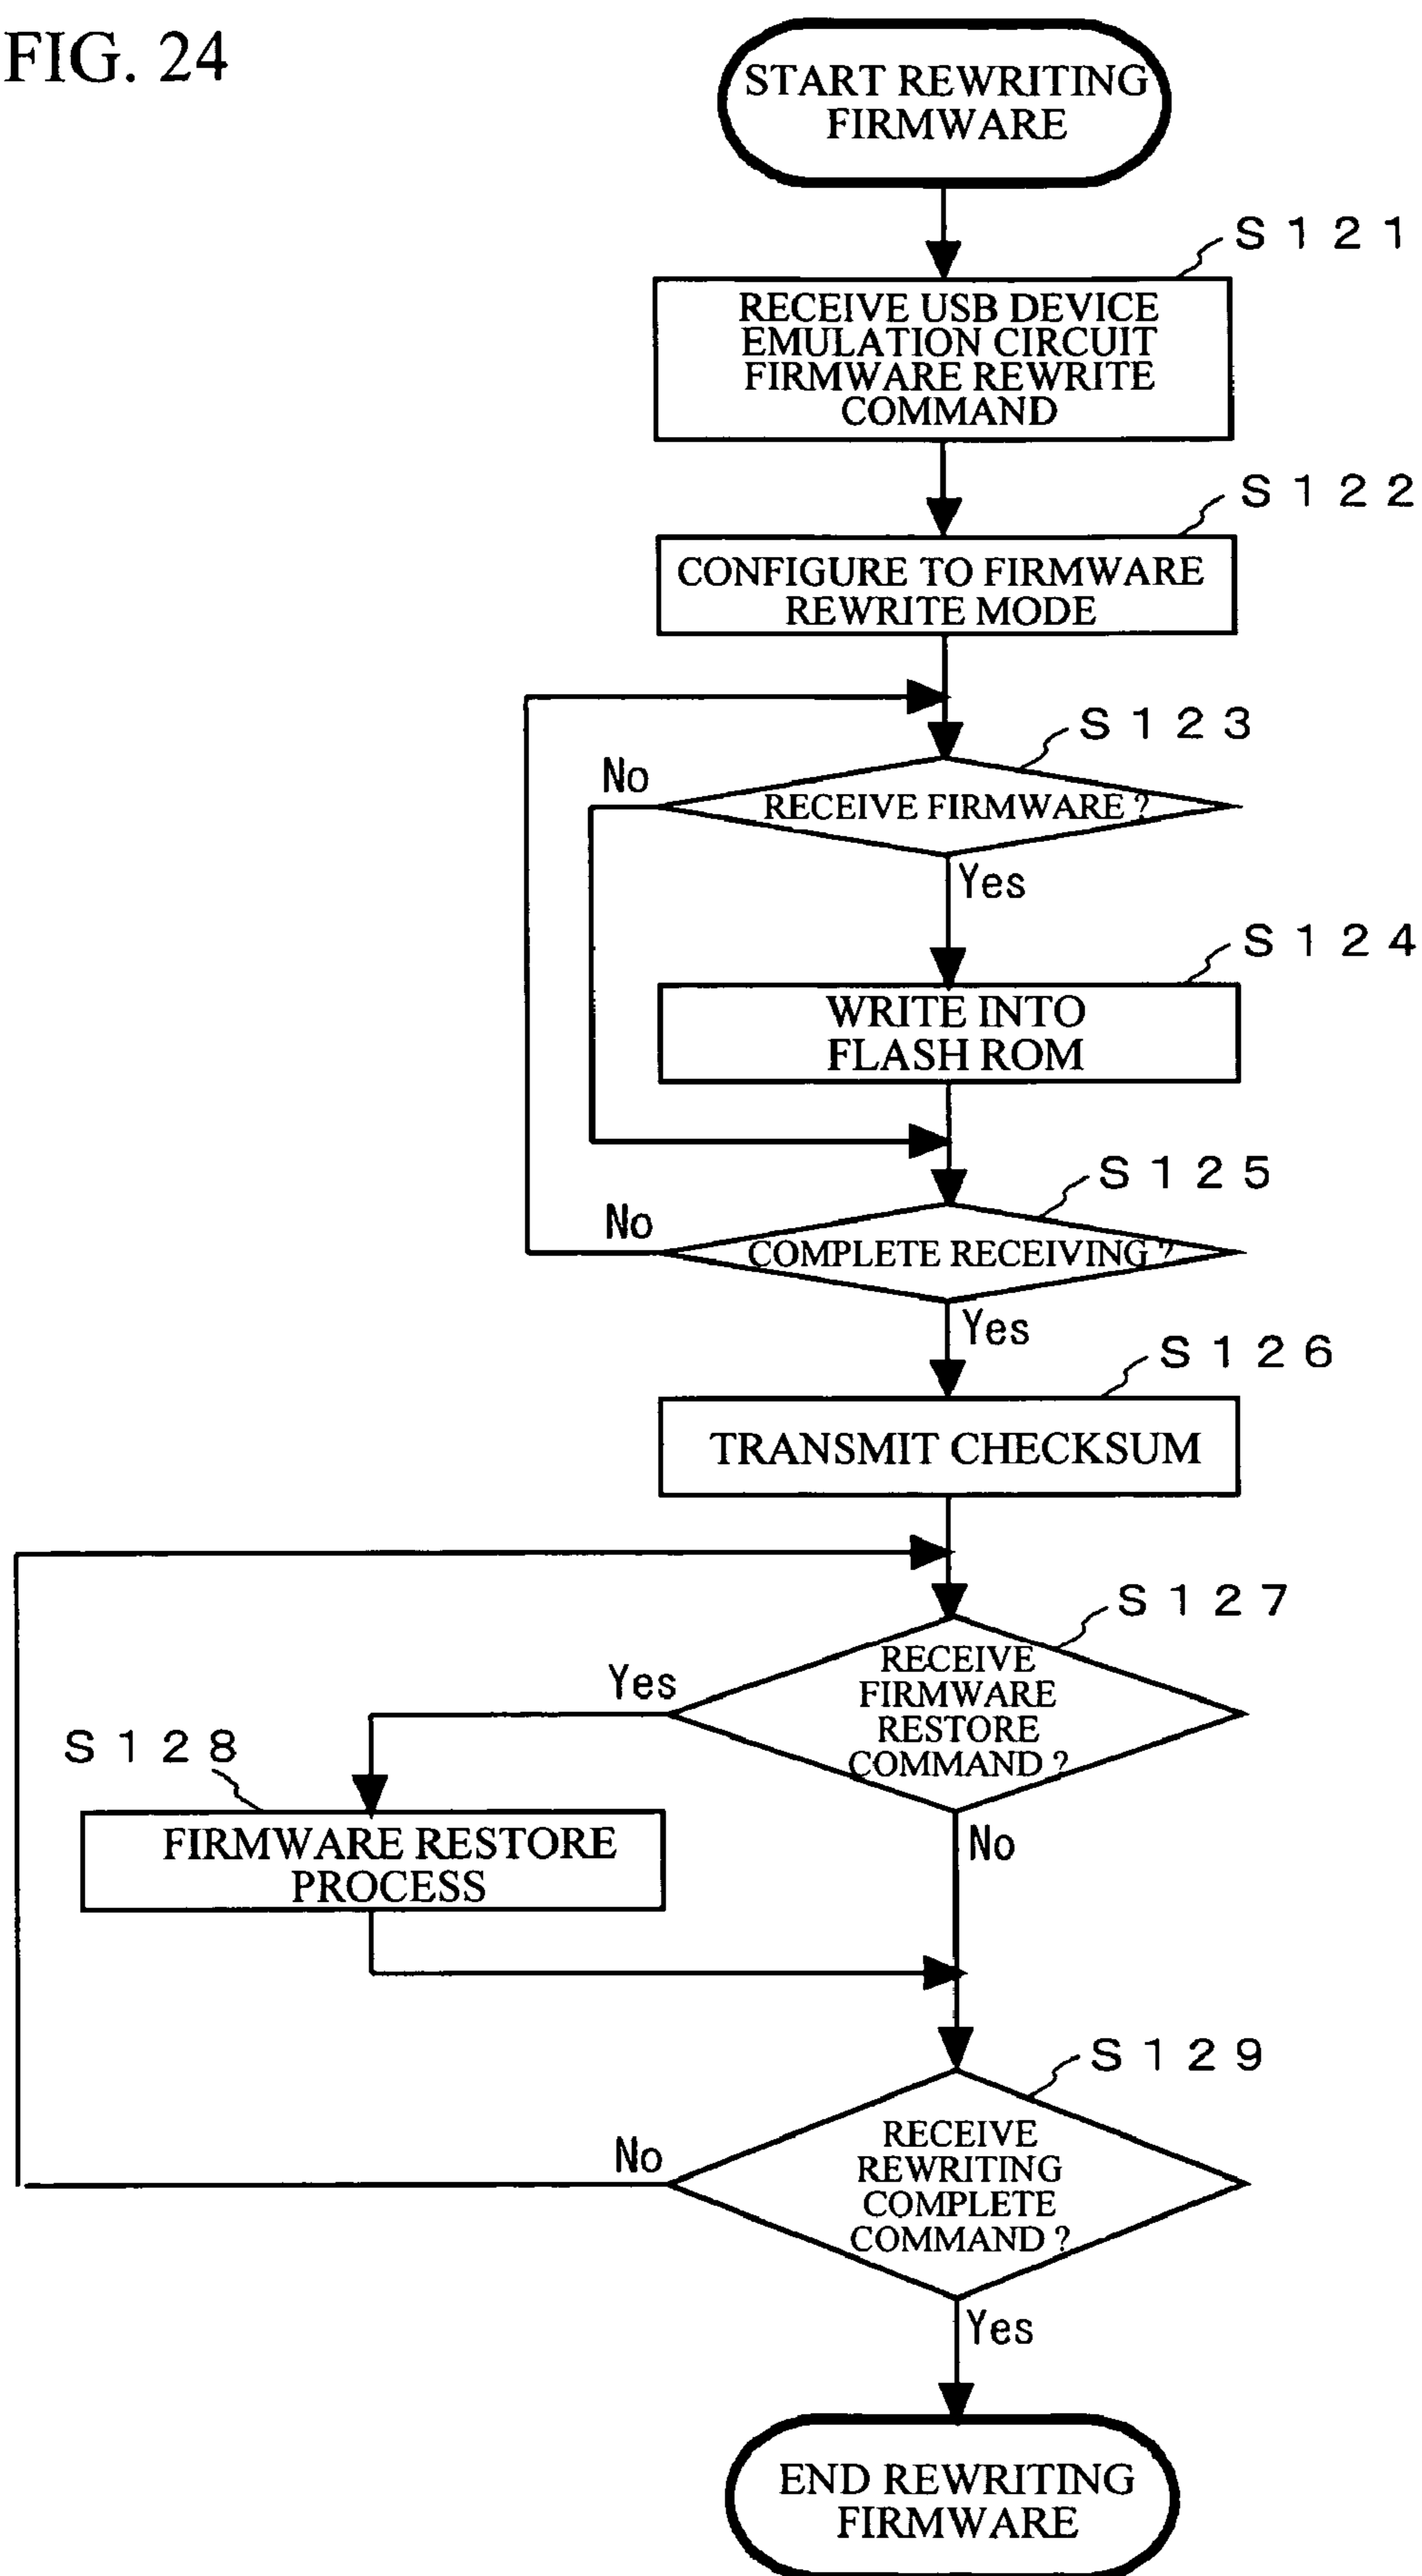 FIG. 24
START REWRITING
FIRMWARE
S121
RECEIVE USB DEVICE
EMULATION CIRCUIT
FIRMWARE REWRITE
COMMAND
S122
CONFIGURE TO FIRMWARE
REWRITE MODE
S123
No
RECEIVE FIRMWARE ?
Yes
S124
WRITE INTO
FLASH ROM
S125
No
COMPLETE RECEIVING ?
Yes
S126
TRANSMIT CHECKSUM
S127
RECEIVE
FIRMWARE
RESTORE
COMMAND ?
Yes
S128
FIRMWARE RESTORE
PROCESS
No
S129
RECEIVE
REWRITING
COMPLETE
COMMAND ?
No
Yes
END REWRITING
FIRMWARE